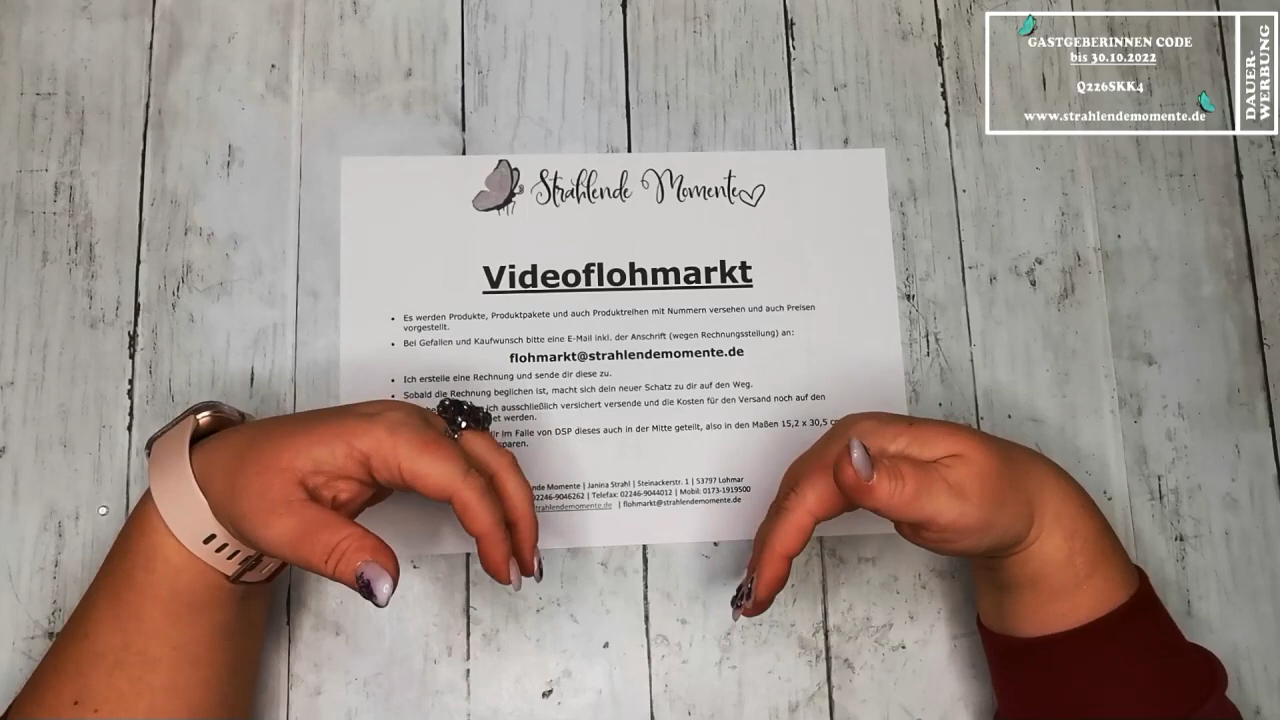 GASTGEBERINNEN CODE
bis 30.10.2022
Q226SKK4
www.strahlendemomente.de
DAUER-
WERBUNG
Strahlende Momente
Videoflohmarkt
• Es werden Produkte, Produktpakete und auch Produktreihen mit Nummern versehen und auch Preisen
vorgestellt.
• Bei Gefallen und Kaufwunsch bitte eine E-Mail inkl. der Anschrift (wegen Rechnungsstellung) an:
flohmarkt@strahlendemomente.de
• Ich erstelle eine Rechnung und sende dir diese zu.
• Sobald die Rechnung beglichen ist, macht sich dein neuer Schatz zu dir auf den Weg.
ich ausschließlich versichert versende und die Kosten für den Versand noch auf den
werden.
dir im Falle von DSP dieses auch in der Mitte geteilt, also in den Maßen 15,2 x 30,5
sparen.
Momente | Janina Strahl | Steinackerstr. 1 | 53797 Lohmar
02246-9046262 | Telefax: 02246-9044012 | Mobil: 0173-1919500
strahlendemomente.de | flohmarkt@strahlendemomente.de